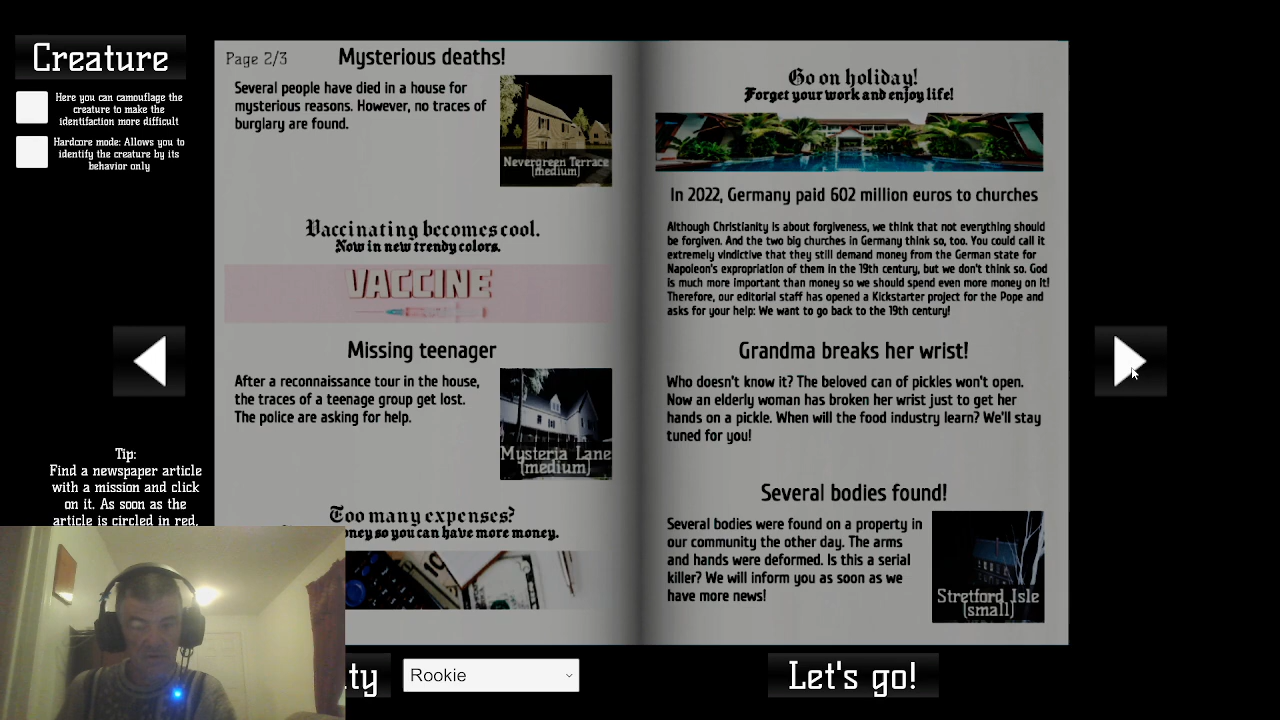 Creature
Here you can camouflage the
creature to make the
identifaction more difficult
Hardcore mode: Allows you to
identify the creature by its
behavior only
Tip:
Find a newspaper article
with a mission and click
on it. As soon as the
article is circled in red,
Page 2/3
Mysterious deaths!
Several people have died in a house for
mysterious reasons. However, no traces of
burglary are found.
Nevergreen Terrace
(medium)
Vaccinating becomes cool.
Now in new trendy colors.
VACCINE
Missing teenager
After a reconnaissance tour in the house,
the traces of a teenage group get lost.
The police are asking for help.
Mysteria Lane
(medium)
Too many expenses?
so you can have more money.
Go on holiday!
Forget your work and enjoy life!
In 2022, Germany paid 602 million euros to churches
Although Christianity is about forgiveness, we think that not everything should
be forgiven. And the two big churches in Germany think so, too. You could call it
extremely vindictive that they still demand money from the German state for
Napoleon's expropriation of them in the 19th century, but we don't think so. God
is much more important than money so we should spend even more money on it!
Therefore, our editorial staff has opened a Kickstarter project for the Pope and
asks for your help: We want to go back to the 19th century!
Grandma breaks her wrist!
Who doesn't know it? The beloved can of pickles won't open.
Now an elderly woman has broken her wrist just to get her
hands on a pickle. When will the food industry learn? We'll stay
tuned for you!
Several bodies found!
Several bodies were found on a property in
our community the other day. The arms
and hands were deformed. Is this a serial
killer? We will inform you as soon as we
have more news!
Stretford Isle
(small)
ty
Rookie
Let's go!